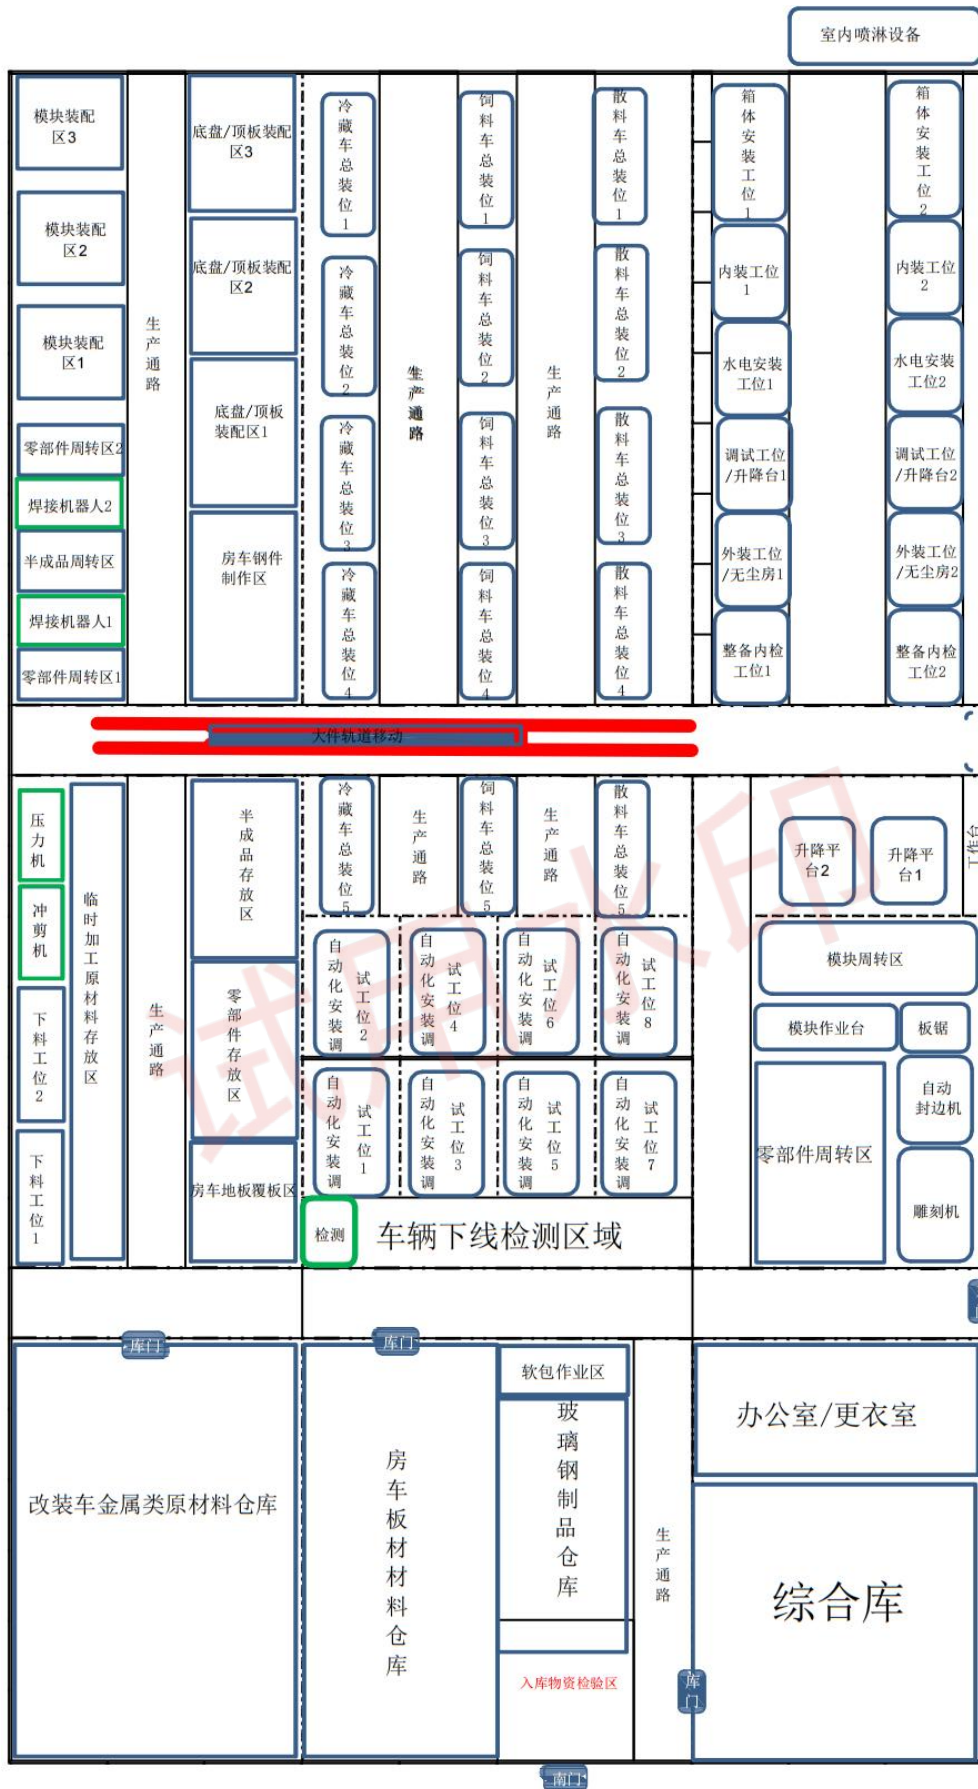 室内喷淋设备
模块装配
区3
模块装配
区2
模块装配
区1
零部件周转区2
焊接机器人2
半成品周转区
焊接机器人1
零部件周转区1
生产通路
底盘/顶板装配
区3
底盘/顶板装配
区2
底盘/顶板
装配区1
房车钢件
制作区
冷藏车总装位1
冷藏车总装位2
冷藏车总装位3
冷藏车总装位4
生产通路
饲料车总装位1
饲料车总装位2
饲料车总装位3
饲料车总装位4
生产通路
散料车总装位1
散料车总装位2
散料车总装位3
散料车总装位4
箱体安装工位1
内装工位
1
水电安装
工位1
调试工位
/升降台1
外装工位
/无尘房1
整备内检
工位1
箱体安装工位2
内装工位
2
水电安装
工位2
调试工位
/升降台2
外装工位
/无尘房2
整备内检
工位2
大件轨道移动
压力机
冲剪机
下料工位2
下料工位1
临时加工原材料存放区
生产通路
半成品存放区
零部件存放区
房车地板覆板区
冷藏车总装位5
生产通路
饲料车总装位5
生产通路
散料车总装位5
自动化安装调
试工位2
自动化安装调
试工位4
自动化安装调
试工位6
自动化安装调
试工位8
自动化安装调
试工位1
自动化安装调
试工位3
自动化安装调
试工位5
自动化安装调
试工位7
检测
车辆下线检测区域
升降平
台2
升降平
台1
工作台
模块周转区
模块作业台
板锯
自动
封边机
零部件周转区
雕刻机
试用水印
库门
库门
改装车金属类原材料仓库
房车板材材料仓库
软包作业区
玻璃钢制品仓库
入库物资检验区
生产通路
办公室/更衣室
综合库
库门
南门